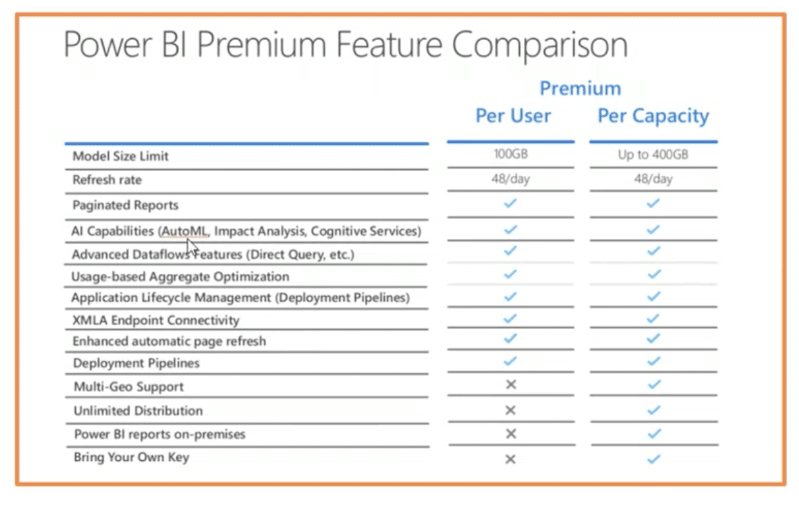 Power BI Premium Feature Comparison
Premium
Per User Per Capacity
Model Size Limit 100GB Up to 400GB
Refresh rate 48/day 48/day
Paginated Reports ✓ ✓
AI Capabilities (AutoML, Impact Analysis, Cognitive Services) ✓ ✓
Advanced Dataflows Features (Direct Query, etc.) ✓ ✓
Usage-based Aggregate Optimization ✓ ✓
Application Lifecycle Management (Deployment Pipelines) ✓ ✓
XMLA Endpoint Connectivity ✓ ✓
Enhanced automatic page refresh ✓ ✓
Deployment Pipelines ✓ ✓
Multi-Geo Support ✕ ✓
Unlimited Distribution ✕ ✓
Power BI reports on-premises ✕ ✓
Bring Your Own Key ✕ ✓